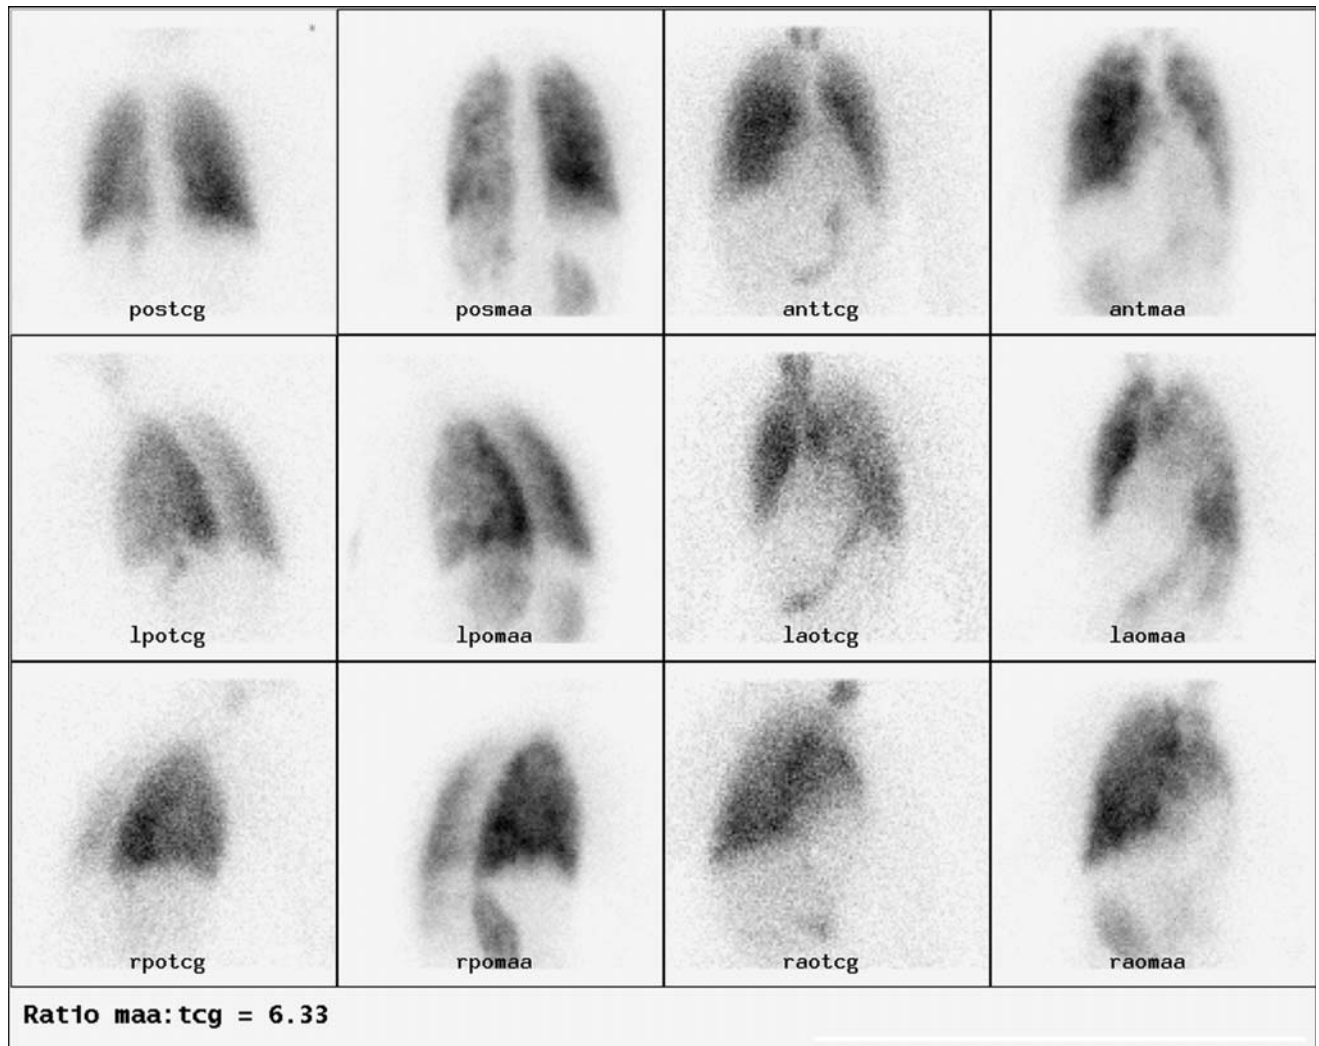 postcg
posmaa
anttcg
antmaa
lpotcg
lpomaa
laotcg
laomaa
rpotcg
rpomaa
raotcg
raomaa
Ratio maa:tcg = 6.33